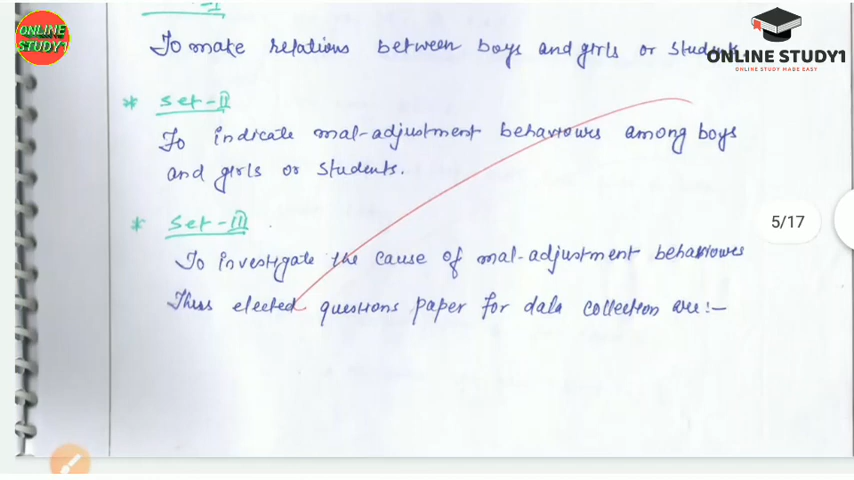 ONLINE
STUDY1
To make relations between boys and girls or students
ONLINE STUDY1
ONLINE STUDY MADE EASY
* Set-II
To indicate mal-adjustment behaviowes among boys
and girls or students.
* Set-III
5/17
To investigate the cause of mal-adjustment behaviowes
Thus elected questions paper for data collection are:-